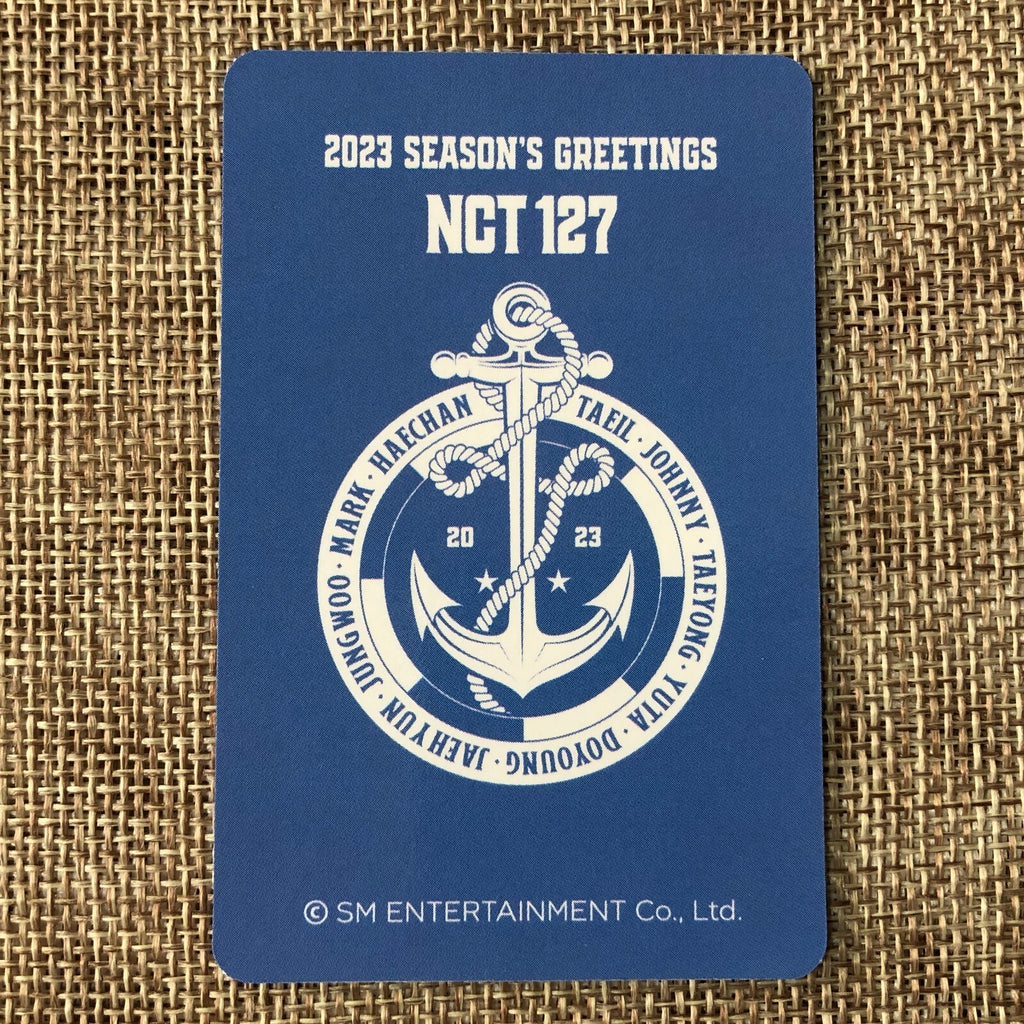 2023 SEASON'S GREETINGS
NCT 127
TAEIL · JOHNNY · TAEYONG · YUTA · DOYOUNG · JAEHYUN · JUNGWOO · MARK · HAECHAN
20 23
© SM ENTERTAINMENT Co., Ltd.